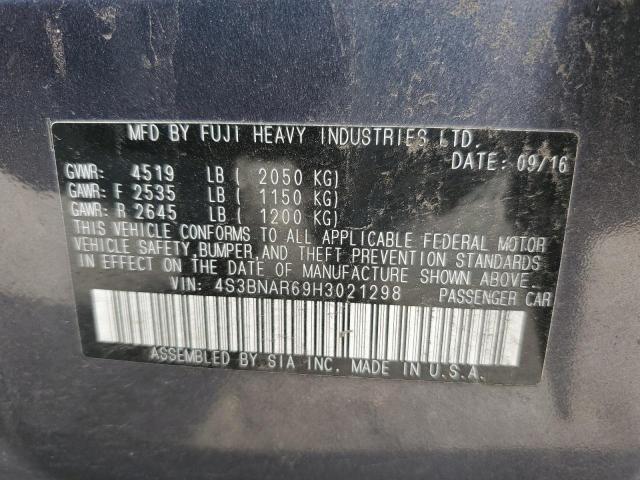 MFD BY FUJI HEAVY INDUSTRIES LTD.
DATE: 09/16
GVWR: 4519 LB ( 2050 KG)
GAWR: F 2535 LB ( 1150 KG)
GAWR: R 2645 LB ( 1200 KG)
THIS VEHICLE CONFORMS TO ALL APPLICABLE FEDERAL MOTOR
VEHICLE SAFETY, BUMPER, AND THEFT PREVENTION STANDARDS
IN EFFECT ON THE DATE OF MANUFACTURE SHOWN ABOVE.
VIN: 4S3BNAR69H3021298 PASSENGER CAR
ASSEMBLED BY SIA INC. MADE IN U.S.A.